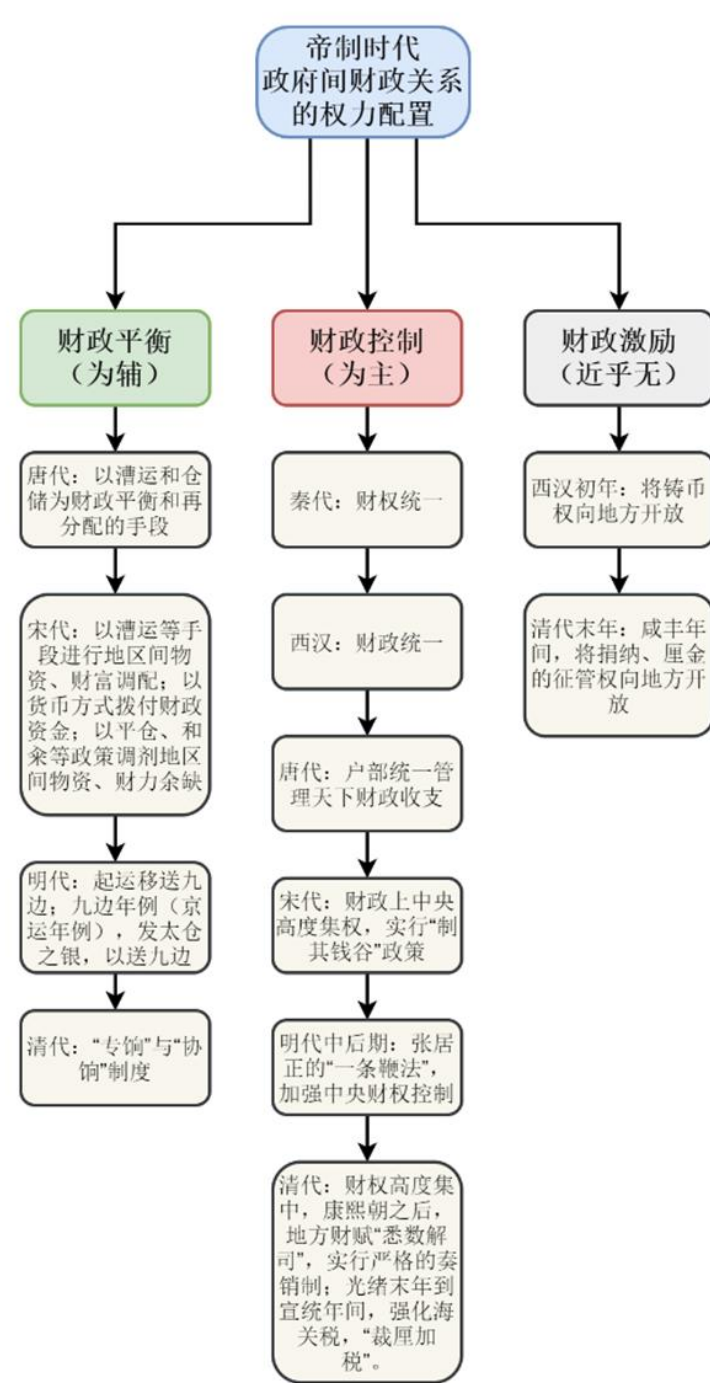 帝制时代
政府间财政关系
的权力配置
财政平衡
（为辅）
唐代：以漕运和仓
储为财政平衡和再
分配的手段
宋代：以漕运等手
段进行地区间物
资、财富调配；以
货币方式拨付财政
资金；以平仓、和
籴等政策调剂地区
间物资、财力余缺
明代：起运移送九
边；九边年例（京
运年例），发太仓
之银，以送九边
清代：“专饷”与“协
饷”制度
财政控制
（为主）
秦代：财权统一
西汉：财政统一
唐代：户部统一管
理天下财政收支
宋代：财政上中央
高度集权，实行“制
其钱谷”政策
明代中后期：张居
正的“一条鞭法”，
加强中央财权控制
清代：财权高度集
中，康熙朝之后，
地方财赋“悉数解
司”，实行严格的奏
销制；光绪末年到
宣统年间，强化海
关税，“裁厘加
税”。
财政激励
（近乎无）
西汉初年：将铸币
权向地方开放
清代末年：咸丰年
间，将捐纳、厘金
的征管权向地方开
放